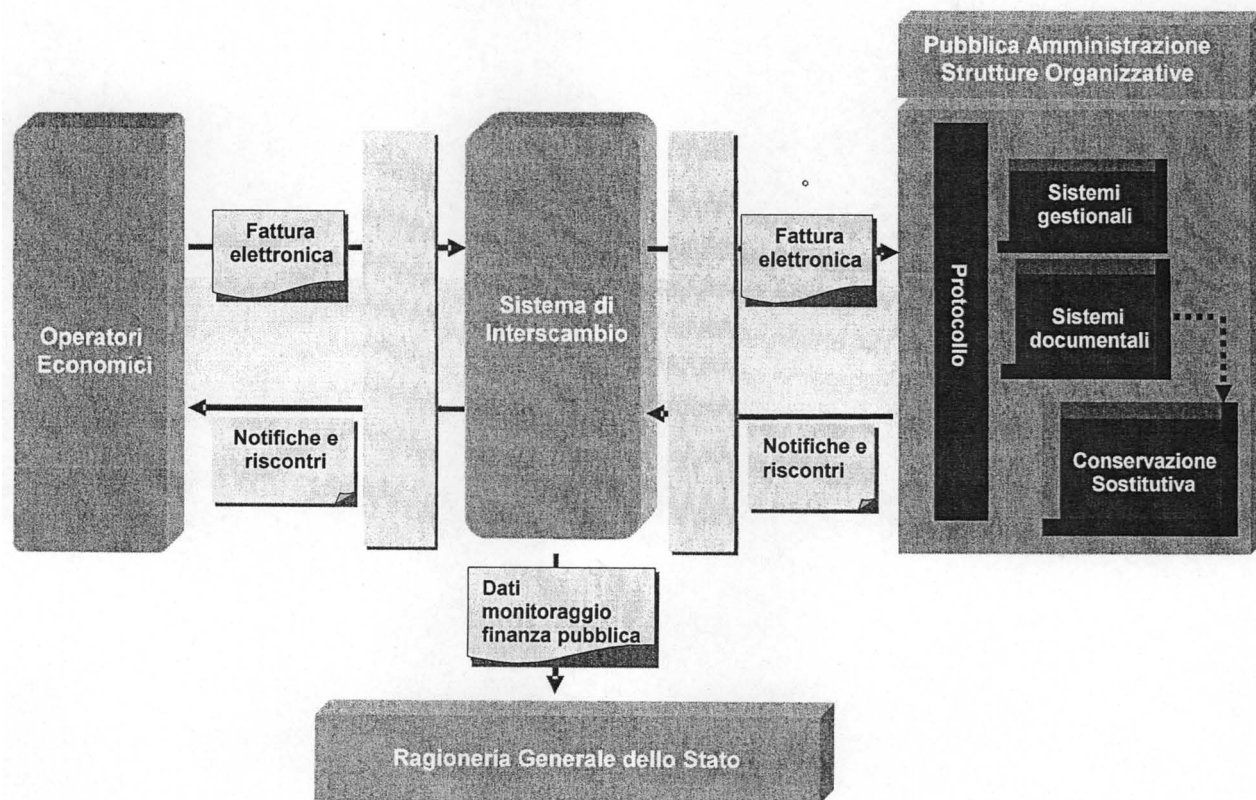 Pubblica Amministrazione
Strutture Organizzative
Operatori
Economici
Fattura
elettronica
Notifiche e
riscontri
Sistema di
Interscambio
Fattura
elettronica
Notifiche e
riscontri
Protocollo
Sistemi
gestionali
Sistemi
documentali
Conservazione
Sostitutiva
Dati
monitoraggio
finanza pubblica
Ragioneria Generale dello Stato